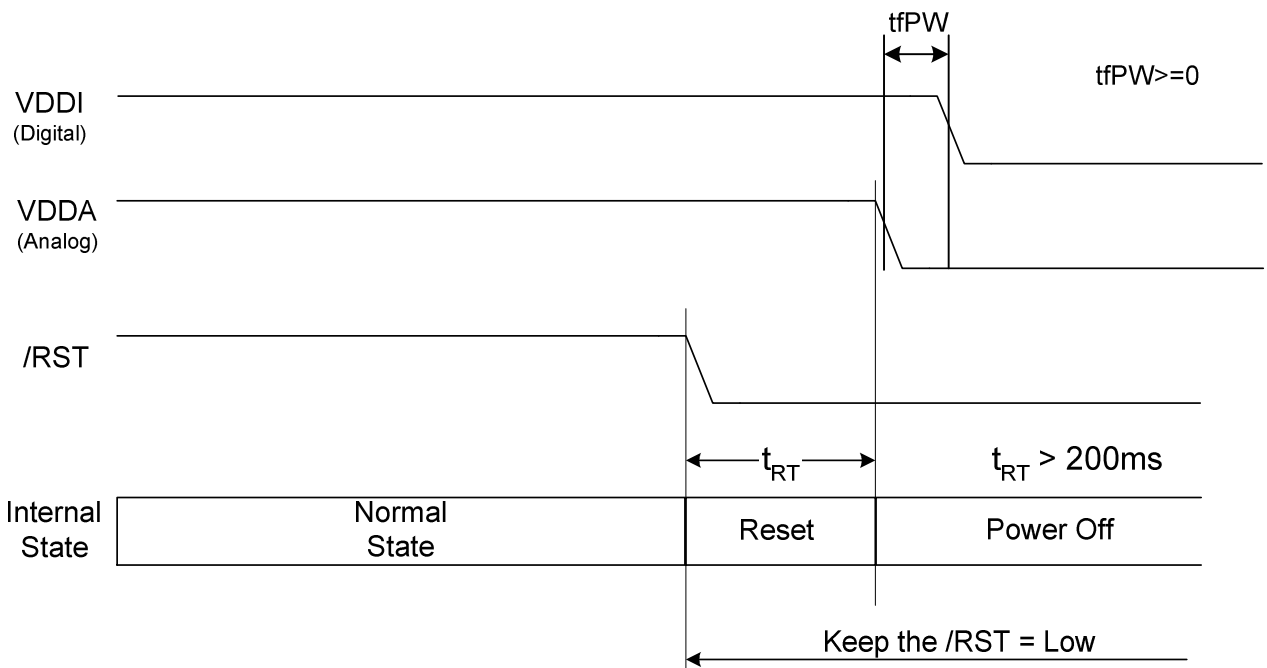 tfPW
tfPW>=0
VDDI
(Digital)
VDDA
(Analog)
/RST
tRT
tRT > 200ms
Internal
State
Normal
State
Reset
Power Off
Keep the /RST = Low